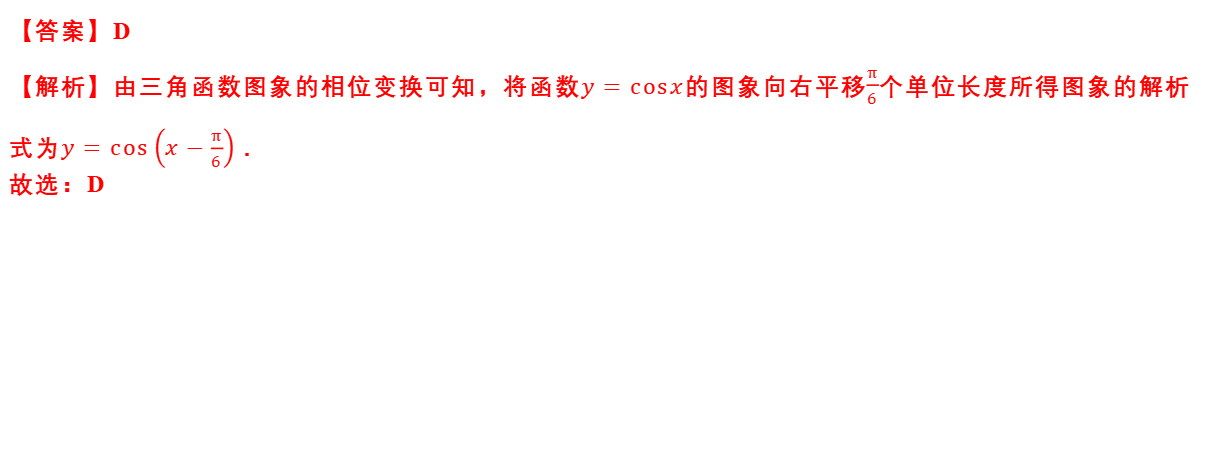 【答案】D
【解析】由三角函数图象的相位变换可知，将函数y = cosx的图象向右平移π/6个单位长度所得图象的解析
式为y = cos (x − π/6) .
故选：D